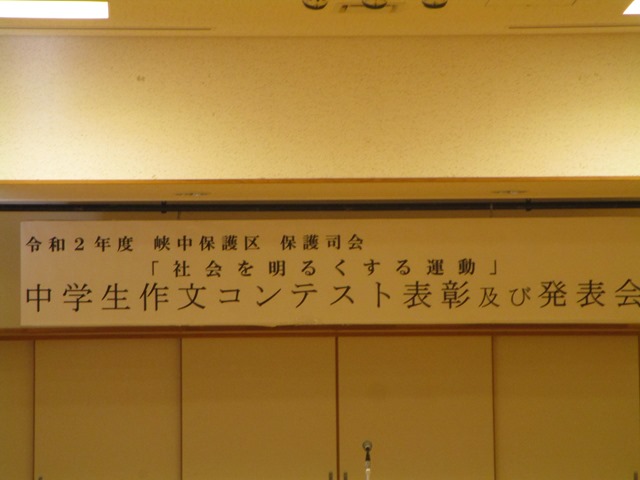 令和２年度 峡中保護区 保護司会
「社会を明るくする運動」
中学生作文コンテスト表彰及び発表会